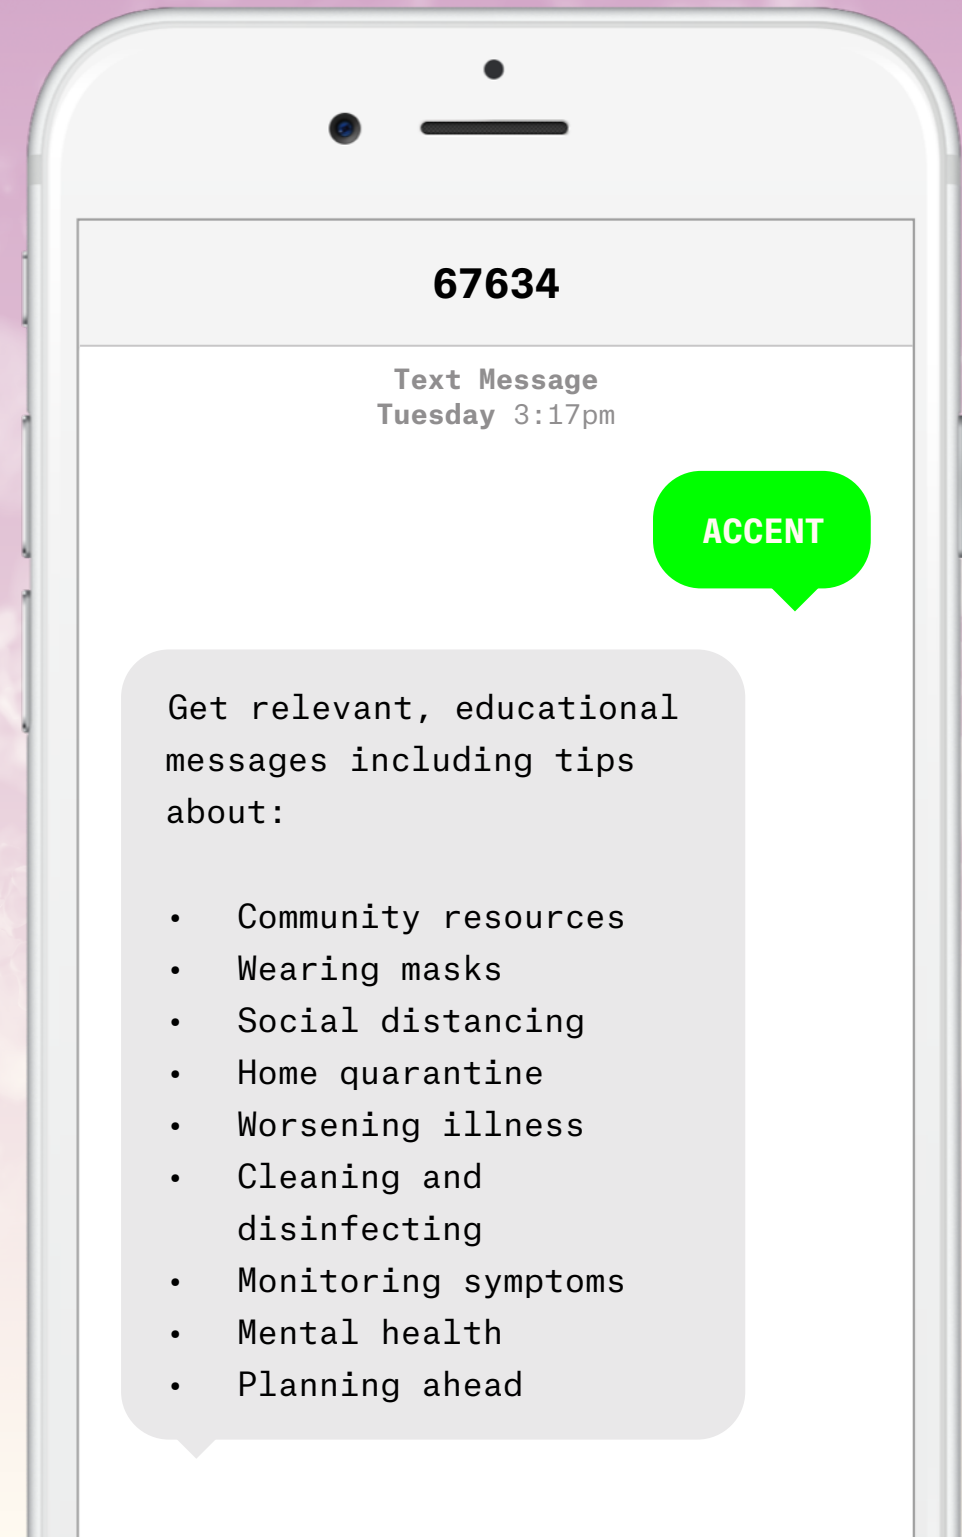 67634
Text Message
Tuesday 3:17pm
ACCENT
Get relevant, educational
messages including tips
about:
• Community resources
• Wearing masks
• Social distancing
• Home quarantine
• Worsening illness
• Cleaning and
disinfecting
• Monitoring symptoms
• Mental health
• Planning ahead